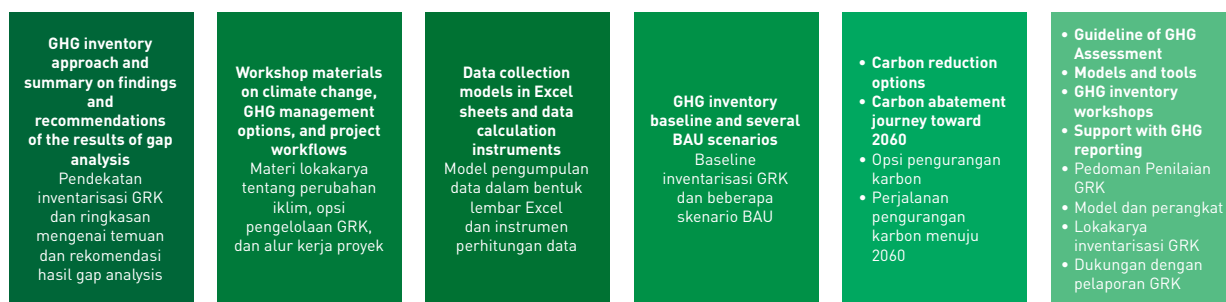 GHG inventory
approach and
summary on findings
and
recommendations
of the results of gap
analysis
Pendekatan
inventarisasi GRK
dan ringkasan
mengenai temuan
dan rekomendasi
hasil gap analysis
Workshop materials
on climate change,
GHG management
options, and project
workflows
Materi lokakarya
tentang perubahan
iklim, opsi
pengelolaan GRK,
dan alur kerja proyek
Data collection
models in Excel
sheets and data
calculation
instruments
Model pengumpulan
data dalam bentuk
lembar Excel
dan instrumen
perhitungan data
GHG inventory
baseline and several
BAU scenarios
Baseline
inventarisasi GRK
dan beberapa
skenario BAU
• Carbon reduction
options
• Carbon abatement
journey toward
2060
• Opsi pengurangan
karbon
• Perjalanan
pengurangan
karbon menuju
2060
• Guideline of GHG
Assessment
• Models and tools
• GHG inventory
workshops
• Support with GHG
reporting
• Pedoman Penilaian
GRK
• Model dan perangkat
• Lokakarya
inventarisasi GRK
• Dukungan dengan
pelaporan GRK